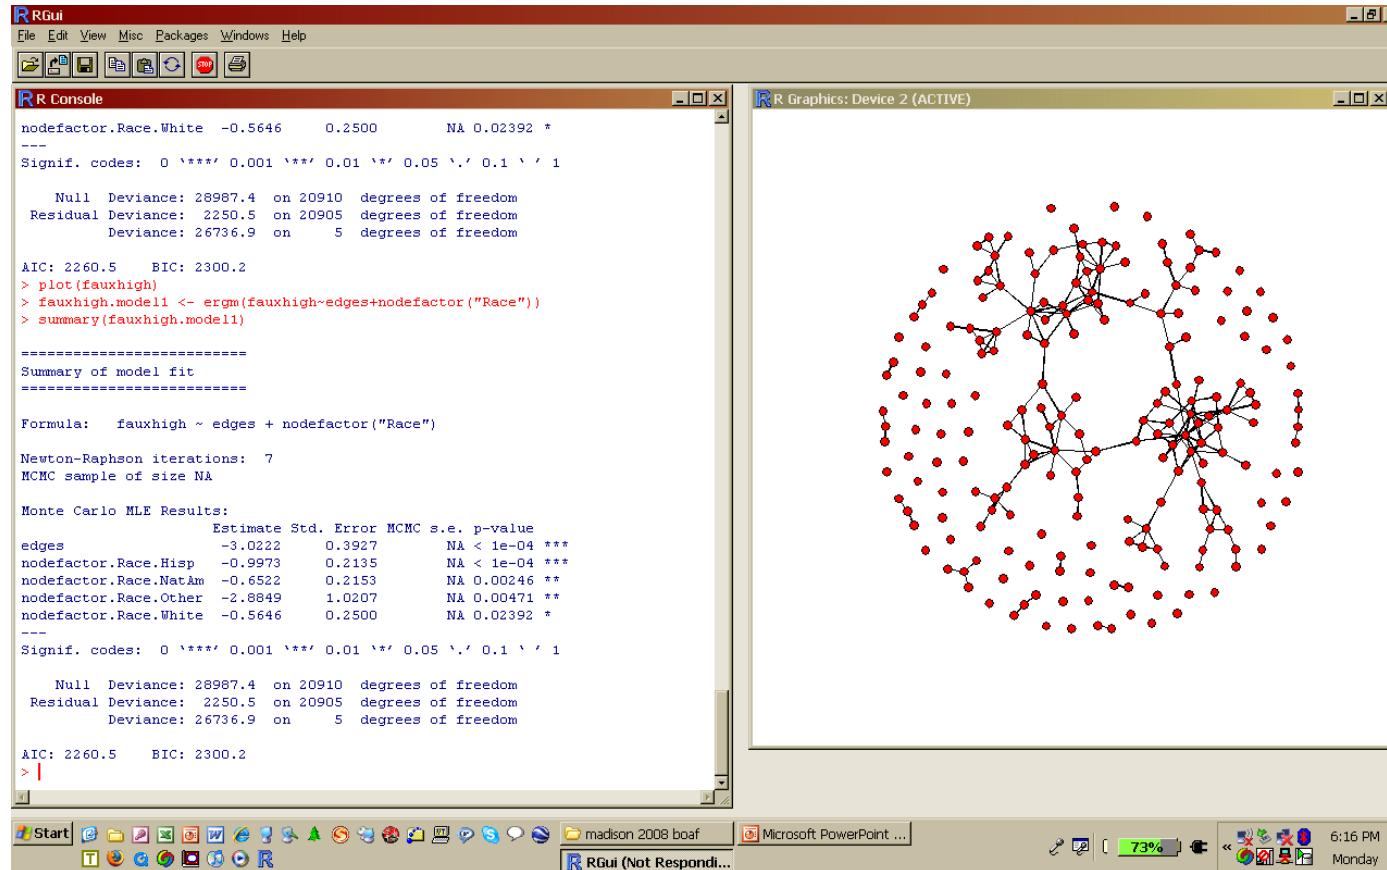 RGui
File Edit View Misc Packages Windows Help
STOP
R Console
nodefactor.Race.White -0.5646 0.2500 NA 0.02392 *
---
Signif. codes: 0 `***' 0.001 `**' 0.01 `*' 0.05 `.' 0.1 ` ' 1
Null Deviance: 28987.4 on 20910 degrees of freedom
Residual Deviance: 2250.5 on 20905 degrees of freedom
Deviance: 26736.9 on 5 degrees of freedom
AIC: 2260.5 BIC: 2300.2
> plot(fauxhigh)
> fauxhigh.model1 <- ergm(fauxhigh~edges+nodefactor("Race"))
> summary(fauxhigh.model1)
==========================
Summary of model fit
==========================
Formula: fauxhigh ~ edges + nodefactor("Race")
Newton-Raphson iterations: 7
MCMC sample of size NA
Monte Carlo MLE Results:
Estimate Std. Error MCMC s.e. p-value
edges -3.0222 0.3927 NA < 1e-04 ***
nodefactor.Race.Hisp -0.9973 0.2135 NA < 1e-04 ***
nodefactor.Race.NatAm -0.6522 0.2153 NA 0.00246 **
nodefactor.Race.Other -2.8849 1.0207 NA 0.00471 **
nodefactor.Race.White -0.5646 0.2500 NA 0.02392 *
---
Signif. codes: 0 `***' 0.001 `**' 0.01 `*' 0.05 `.' 0.1 ` ' 1
Null Deviance: 28987.4 on 20910 degrees of freedom
Residual Deviance: 2250.5 on 20905 degrees of freedom
Deviance: 26736.9 on 5 degrees of freedom
AIC: 2260.5 BIC: 2300.2
>
R Graphics: Device 2 (ACTIVE)
Start
madison 2008 boaf
Microsoft PowerPoint ...
RGui (Not Respondi...
73%
6:16 PM
Monday